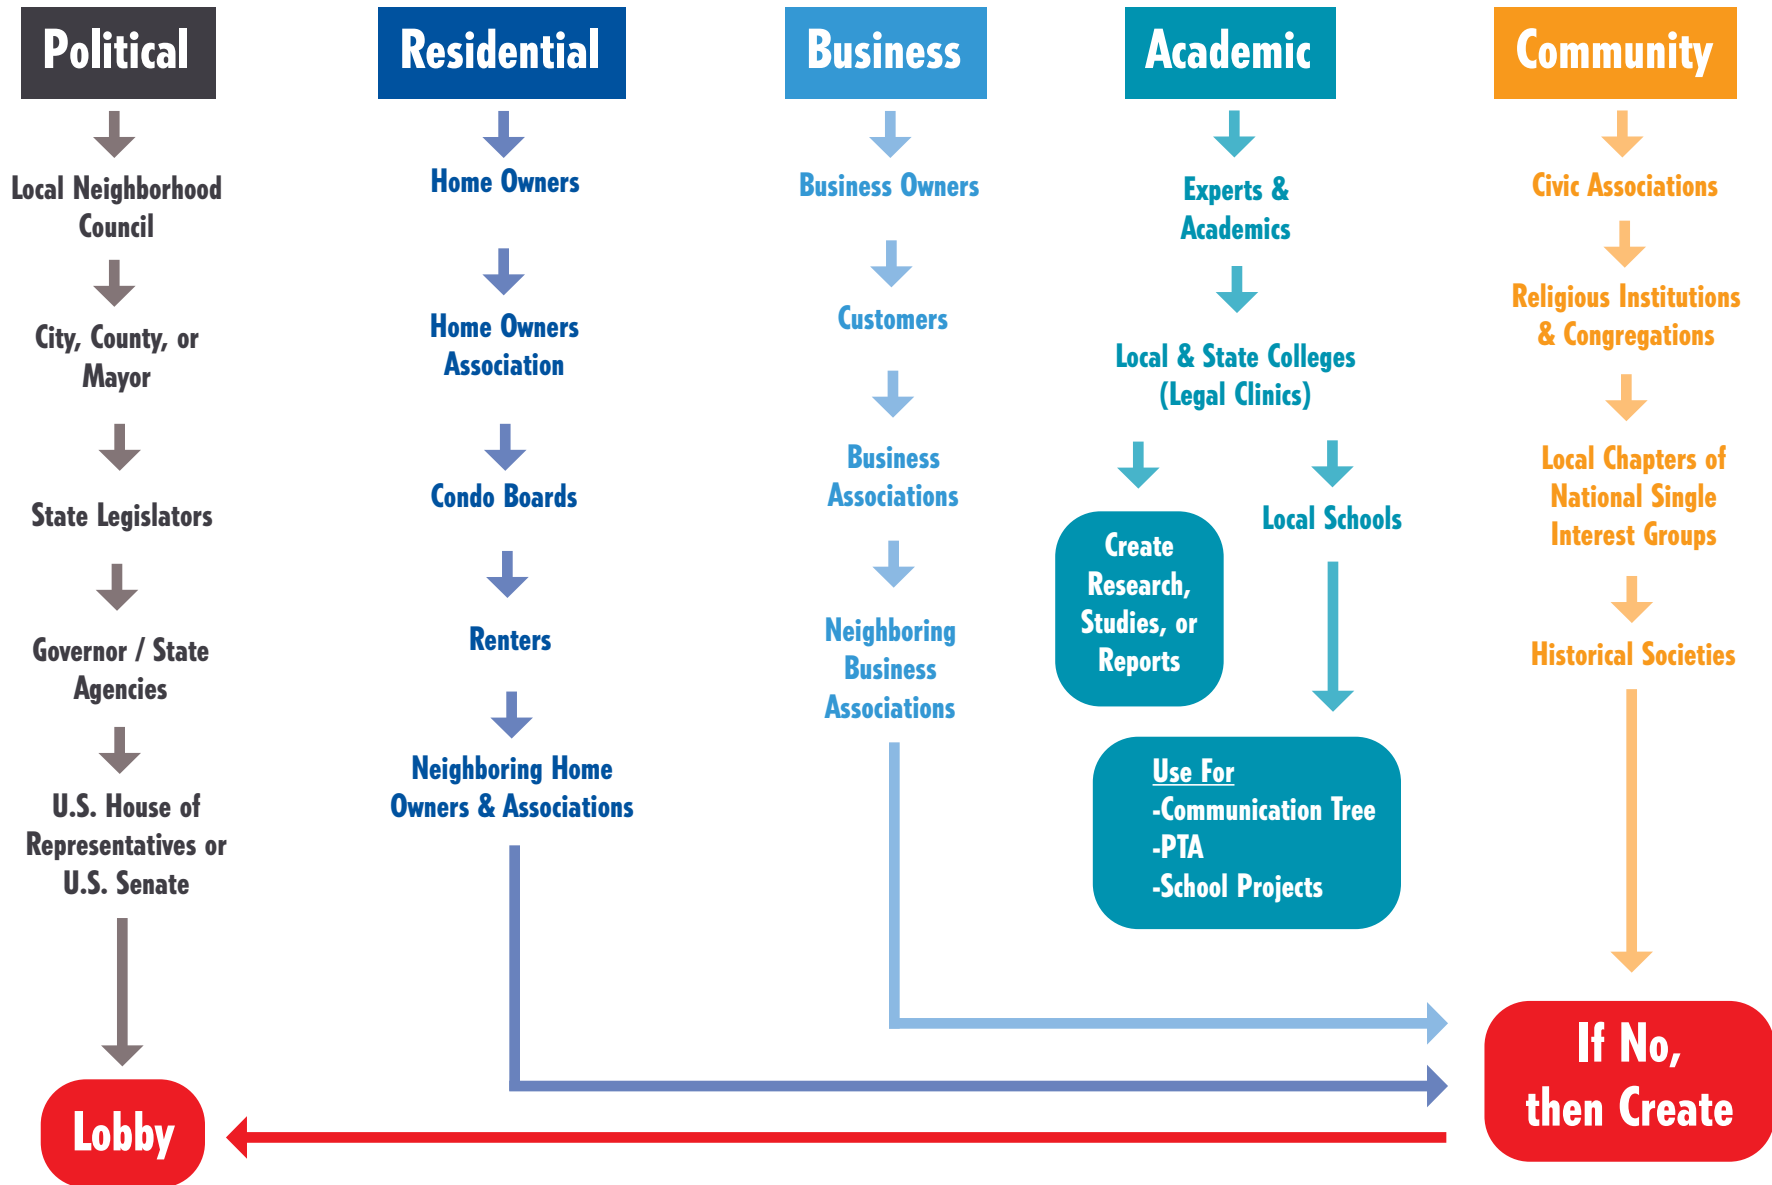 Political
Local Neighborhood
Council
City, County, or
Mayor
State Legislators
Governor / State
Agencies
U.S. House of
Representatives or
U.S. Senate
Lobby
Residential
Home Owners
Home Owners
Association
Condo Boards
Renters
Neighboring Home
Owners & Associations
Business
Business Owners
Customers
Business
Associations
Neighboring
Business
Associations
Academic
Experts &
Academics
Local & State Colleges
(Legal Clinics)
Create
Research,
Studies, or
Reports
Local Schools
Use For
-Communication Tree
-PTA
-School Projects
Community
Civic Associations
Religious Institutions
& Congregations
Local Chapters of
National Single
Interest Groups
Historical Societies
If No,
then Create